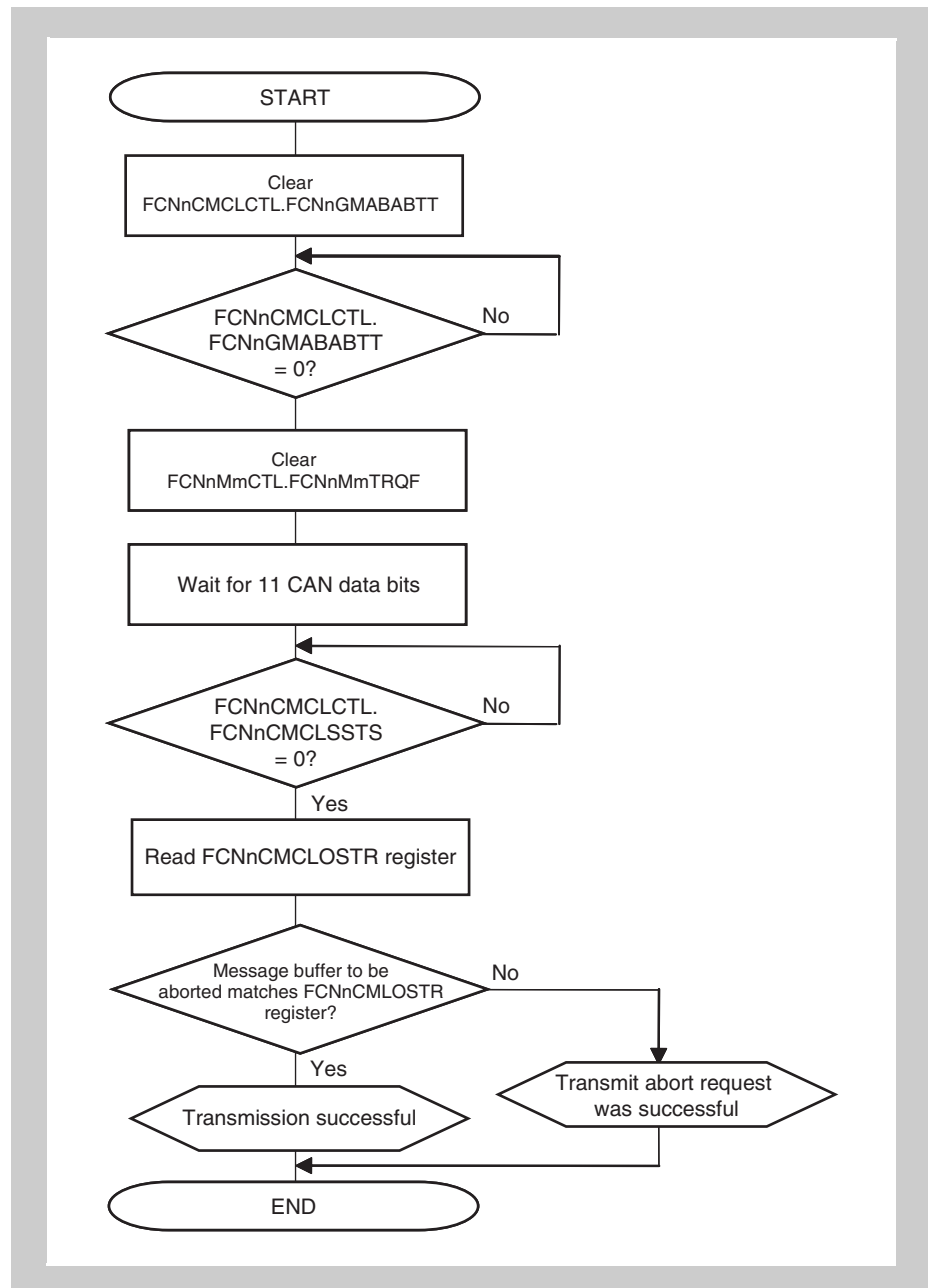 START
Clear
FCNnCMCLCTL.FCNnGMABABTT
FCNnCMCLCTL.
FCNnGMABABTT
= 0?
No
Clear
FCNnMmCTL.FCNnMmTRQF
Wait for 11 CAN data bits
FCNnCMCLCTL.
FCNnCMCLSSTS
= 0?
No
Yes
Read FCNnCMCLOSTR register
Message buffer to be
aborted matches FCNnCMLOSTR
register?
No
Yes
Transmit abort request
was successful
Transmission successful
END